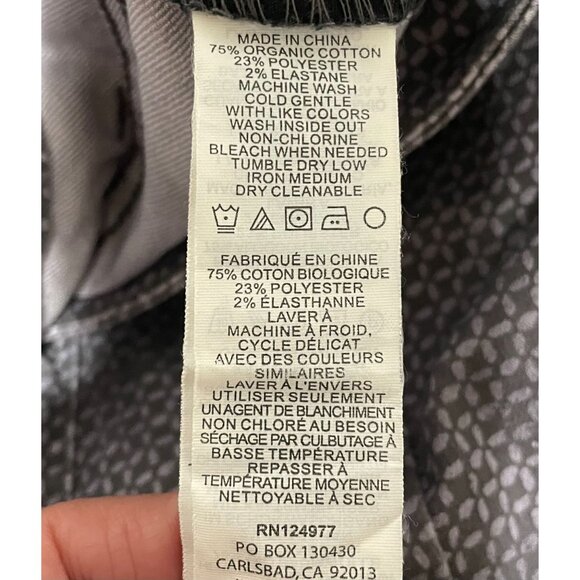 MADE IN CHINA
75% ORGANIC COTTON
23% POLYESTER
2% ELASTANE
MACHINE WASH
COLD GENTLE
WITH LIKE COLORS
WASH INSIDE OUT
NON-CHLORINE
BLEACH WHEN NEEDED
TUMBLE DRY LOW
IRON MEDIUM
DRY CLEANABLE
FABRIQUÉ EN CHINE
75% COTON BIOLOGIQUE
23% POLYESTER
2% ÉLASTHANNE
LAVER À
MACHINE À FROID,
CYCLE DÉLICAT
AVEC DES COULEURS
SIMILAIRES
LAVER À L'ENVERS
UTILISER SEULEMENT
UN AGENT DE BLANCHIMENT
NON CHLORÉ AU BESOIN
SÉCHAGE PAR CULBUTAGE À
BASSE TEMPÉRATURE
REPASSER À
TEMPÉRATURE MOYENNE
NETTOYABLE À SEC
RN124977
PO BOX 130430
CARLSBAD, CA 92013